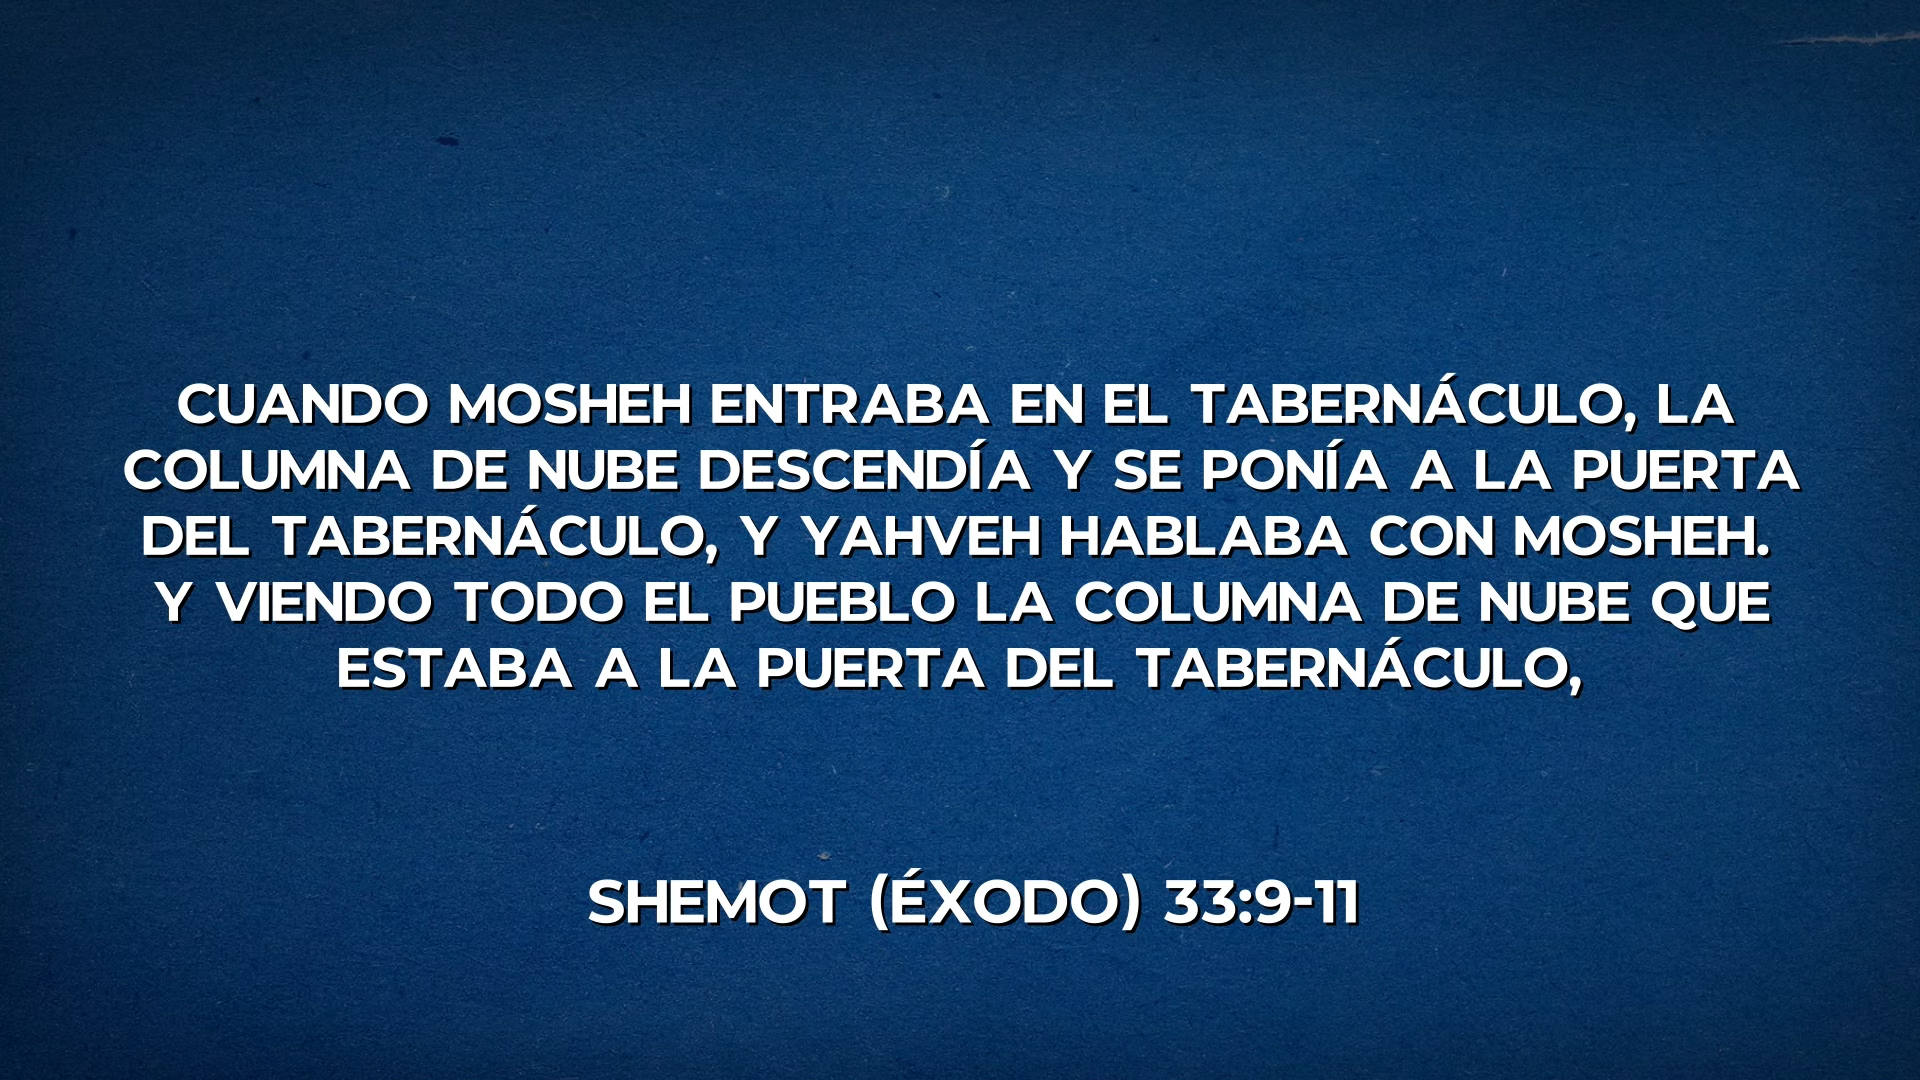 CUANDO MOSHEH ENTRABA EN EL TABERNÁCULO, LA
COLUMNA DE NUBE DESCENDÍA Y SE PONÍA A LA PUERTA
DEL TABERNÁCULO, Y YAHVEH HABLABA CON MOSHEH.
Y VIENDO TODO EL PUEBLO LA COLUMNA DE NUBE QUE
ESTABA A LA PUERTA DEL TABERNÁCULO,
SHEMOT (ÉXODO) 33:9-11